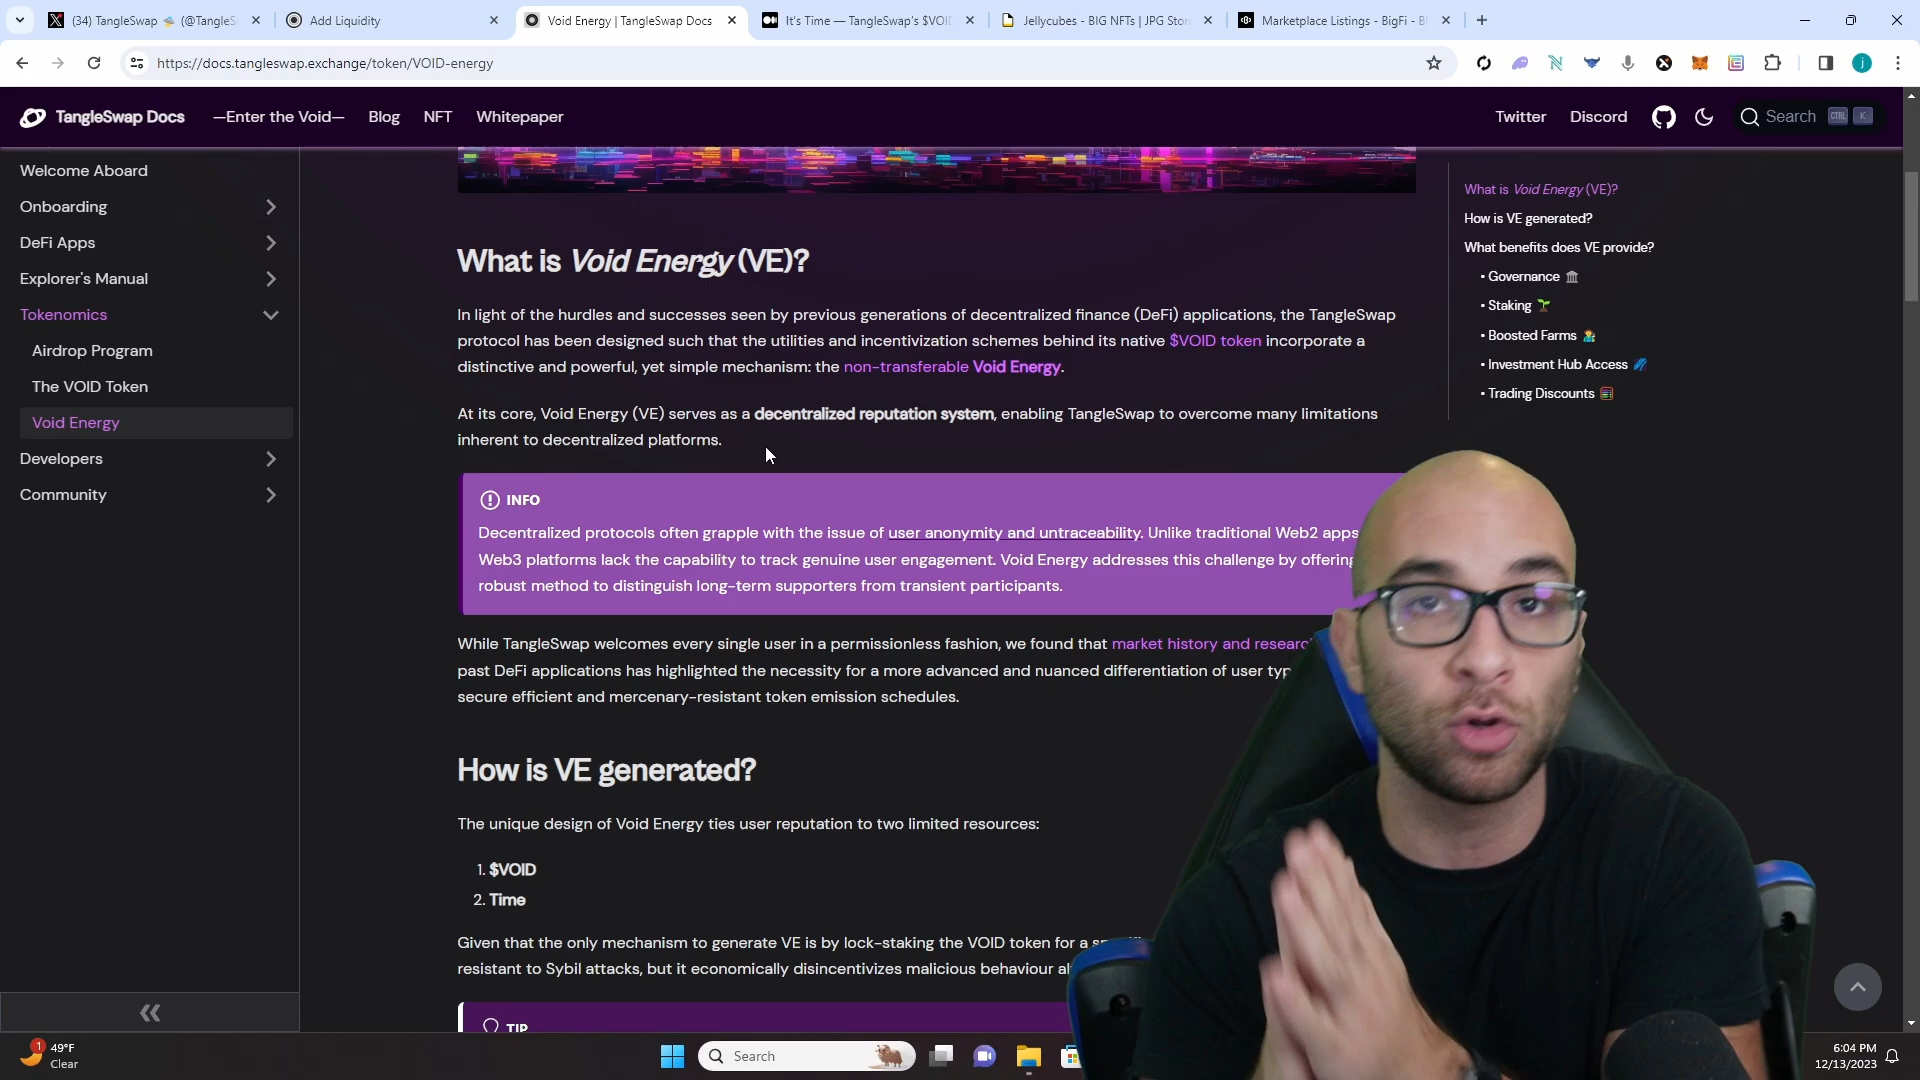 (34) TangleSwap (@TangleS
Add Liquidity
Void Energy | TangleSwap Docs
It's Time — TangleSwap's $VOID
Jellycubes - BIG NFTs | JPG Stor
Marketplace Listings - BigFi - B
https://docs.tangleswap.exchange/token/VOID-energy
j
TangleSwap Docs
—Enter the Void—
Blog
NFT
Whitepaper
Twitter
Discord
Search
CTRL
K
Welcome Aboard
Onboarding
DeFi Apps
Explorer's Manual
Tokenomics
Airdrop Program
The VOID Token
Void Energy
Developers
Community
What is Void Energy (VE)?
In light of the hurdles and successes seen by previous generations of decentralized finance (DeFi) applications, the TangleSwap
protocol has been designed such that the utilities and incentivization schemes behind its native $VOID token incorporate a
distinctive and powerful, yet simple mechanism: the non-transferable Void Energy.
At its core, Void Energy (VE) serves as a decentralized reputation system, enabling TangleSwap to overcome many limitations
inherent to decentralized platforms.
INFO
Decentralized protocols often grapple with the issue of user anonymity and untraceability. Unlike traditional Web2 apps
Web3 platforms lack the capability to track genuine user engagement. Void Energy addresses this challenge by offering
robust method to distinguish long-term supporters from transient participants.
While TangleSwap welcomes every single user in a permissionless fashion, we found that market history and researc
past DeFi applications has highlighted the necessity for a more advanced and nuanced differentiation of user typ
secure efficient and mercenary-resistant token emission schedules.
How is VE generated?
The unique design of Void Energy ties user reputation to two limited resources:
1. $VOID
2. Time
Given that the only mechanism to generate VE is by lock-staking the VOID token for a
resistant to Sybil attacks, but it economically disincentivizes malicious behaviour al
TIP
What is Void Energy (VE)?
How is VE generated?
What benefits does VE provide?
• Governance
• Staking
• Boosted Farms
• Investment Hub Access
• Trading Discounts
1
49°F
Clear
Search
6:04 PM
12/13/2023